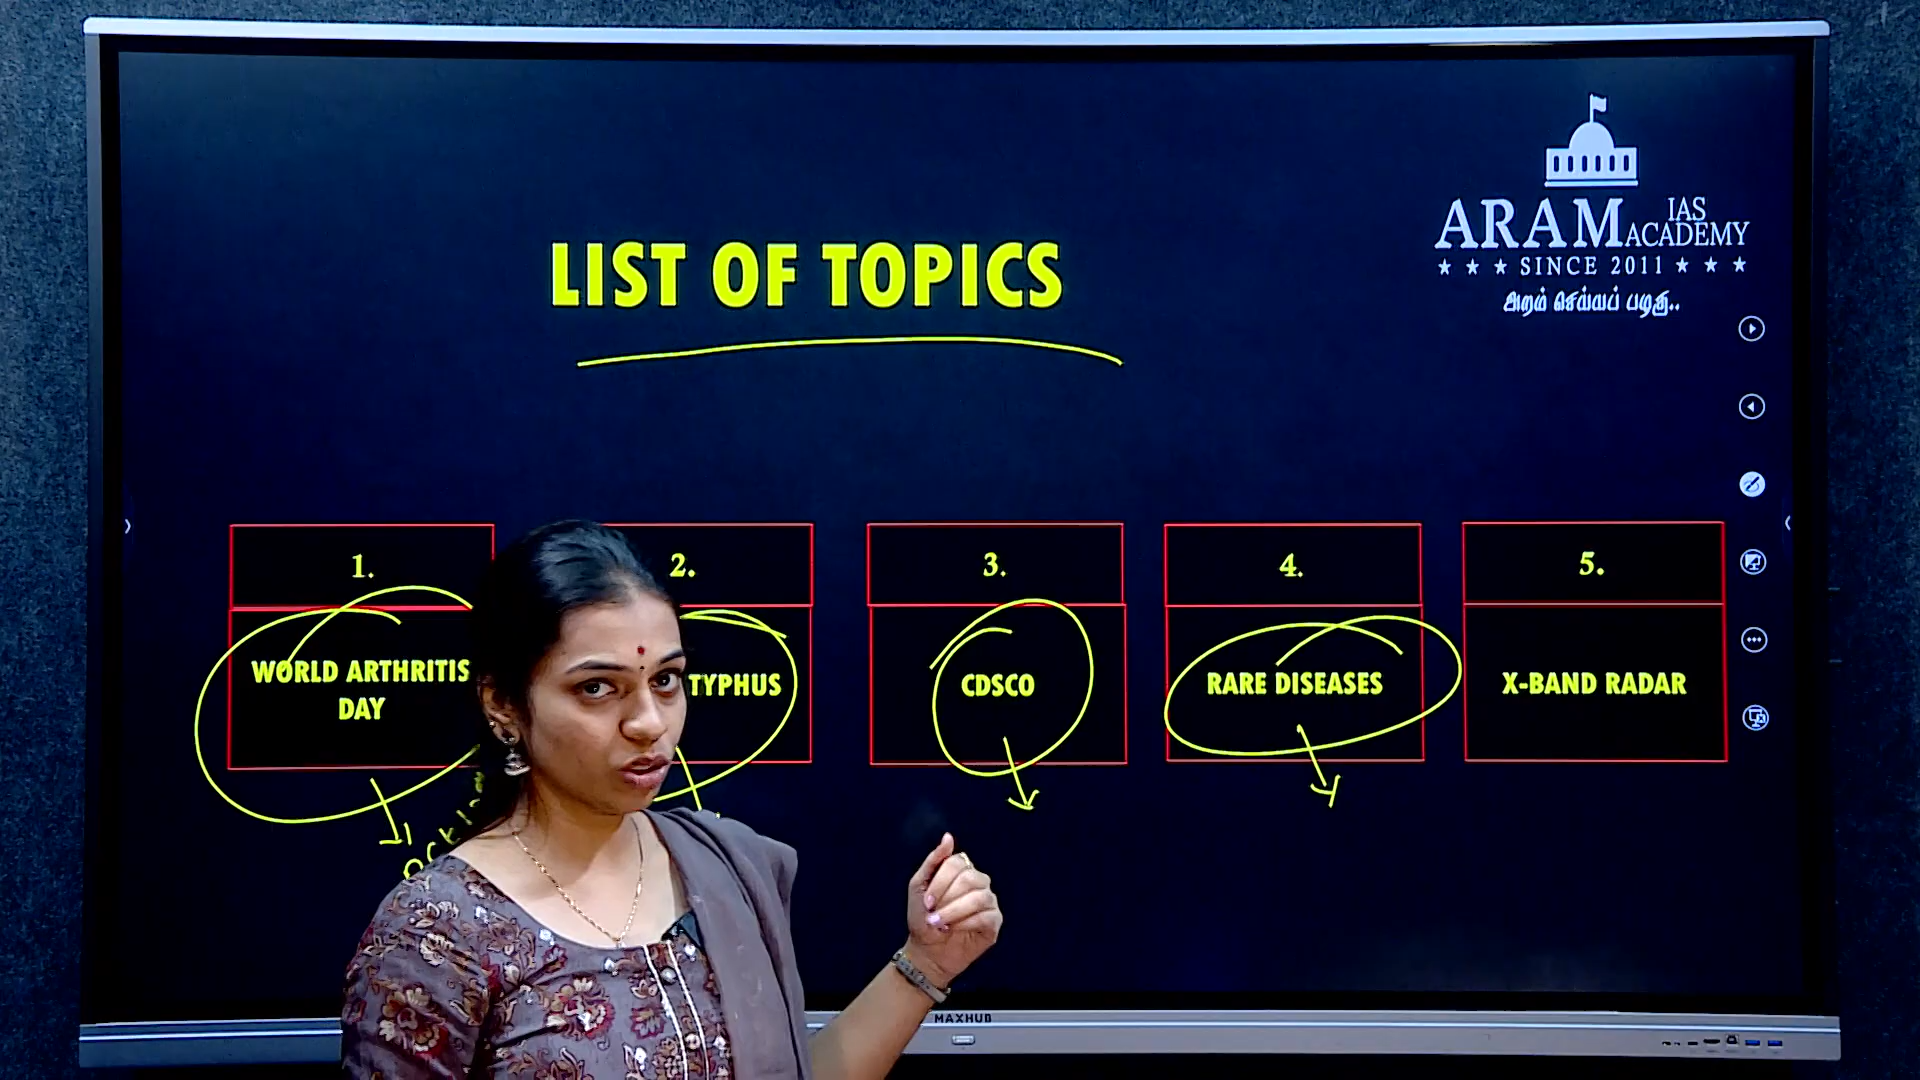 ARAM IAS ACADEMY
★ ★ ★ SINCE 2011 ★ ★ ★
அறம் செய்யப் படிகு..
LIST OF TOPICS
1.
2.
3.
4.
5.
WORLD ARTHRITIS
DAY
TYPHUS
CDSCO
RARE DISEASES
X-BAND RADAR
MAXHUB